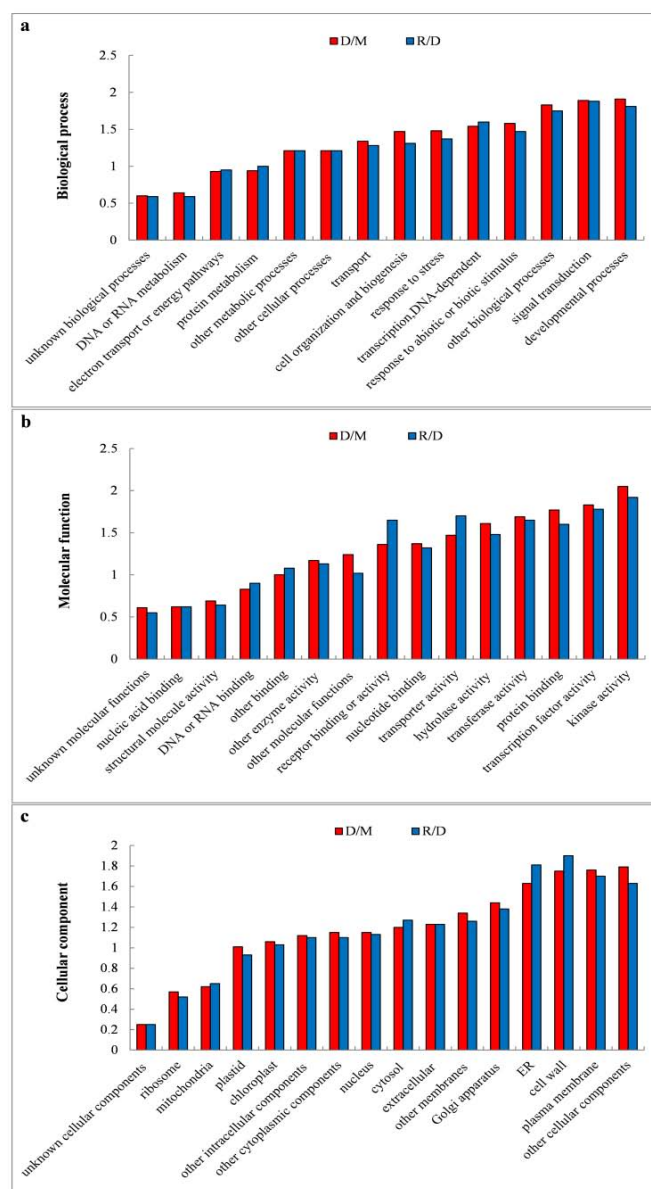 a
D/M R/D
Biological process
2.5
2
1.5
1
0.5
0
unknown biological processes
DNA or RNA metabolism
electron transport or energy pathways
protein metabolism
other metabolic processes
other cellular processes
transport
cell organization and biogenesis
response to stress
transcription,DNA-dependent
response to abiotic or biotic stimulus
other biological processes
signal transduction
developmental processes
b
D/M R/D
Molecular function
2.5
2
1.5
1
0.5
0
unknown molecular functions
nucleic acid binding
structural molecule activity
DNA or RNA binding
other binding
other enzyme activity
other molecular functions
receptor binding or activity
nucleotide binding
transporter activity
hydrolase activity
transferase activity
protein binding
transcription factor activity
kinase activity
c
D/M R/D
Cellular component
2
1.8
1.6
1.4
1.2
1
0.8
0.6
0.4
0.2
0
unknown cellular components
ribosome
mitochondria
plastid
chloroplast
other intracellular components
other cytoplasmic components
nucleus
cytosol
extracellular
other membranes
Golgi apparatus
ER
cell wall
plasma membrane
other cellular components